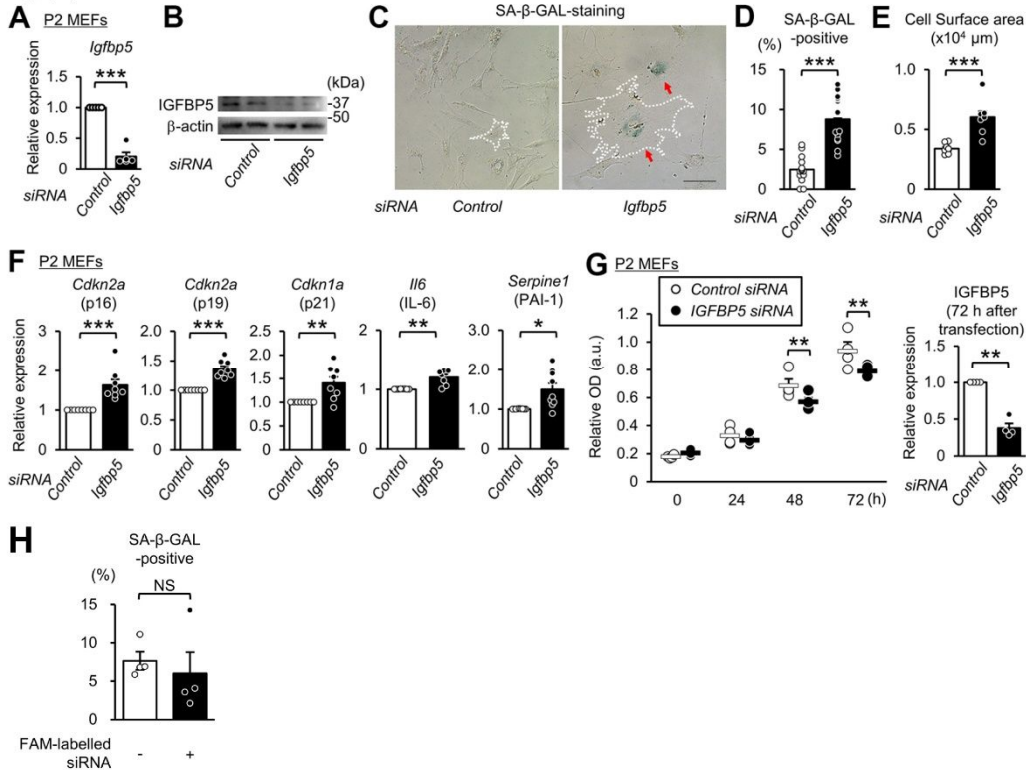 A P2 MEFs
Igfbp5
***
Relative expression
1.5
1.0
0.5
0
siRNA
Control
Igfbp5
B
(kDa)
IGFBP5
-37
-50
β-actin
siRNA
Control
Igfbp5
C SA-β-GAL-staining
siRNA Control Igfbp5
D SA-β-GAL
-positive
(%)
***
15
10
5
0
siRNA
Control
Igfbp5
E Cell Surface area
(x10⁴ μm)
***
1.0
0.5
0
siRNA
Control
Igfbp5
F P2 MEFs
Relative expression
Cdkn2a
(p16)
***
3
2
1
0
Control
Igfbp5
Cdkn2a
(p19)
***
2.0
1.5
1.0
0.5
0
Control
Igfbp5
Cdkn1a
(p21)
**
2.5
2.0
1.5
1.0
0.5
0
Control
Igfbp5
Il6
(IL-6)
**
2
1
0
Control
Igfbp5
Serpine1
(PAI-1)
*
3.0
2.0
1.0
0
Control
Igfbp5
siRNA
G P2 MEFs
Control siRNA
IGFBP5 siRNA
Relative OD (a.u.)
1.2
1.0
0.8
0.6
0.4
0.2
0
**
**
0 24 48 72 (h)
IGFBP5
(72 h after
transfection)
**
Relative expression
1.5
1.0
0.5
0
siRNA
Control
Igfbp5
H
SA-β-GAL
-positive
(%)
NS
15
10
5
0
FAM-labelled
siRNA
- +